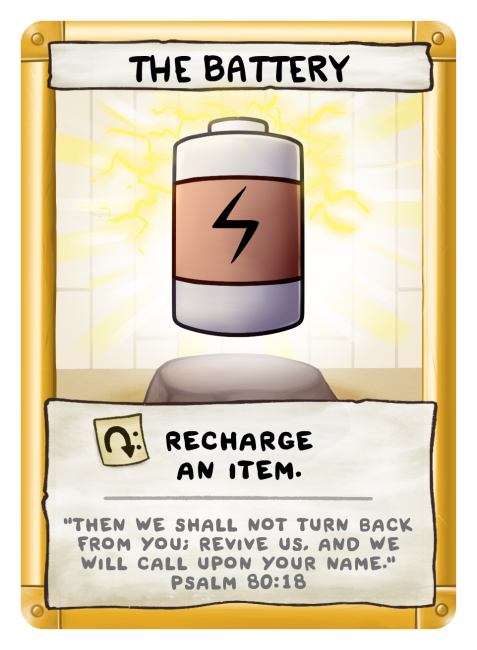 THE BATTERY
RECHARGE
AN ITEM.
"THEN WE SHALL NOT TURN BACK
FROM YOU; REVIVE US, AND WE
WILL CALL UPON YOUR NAME."
PSALM 80:18